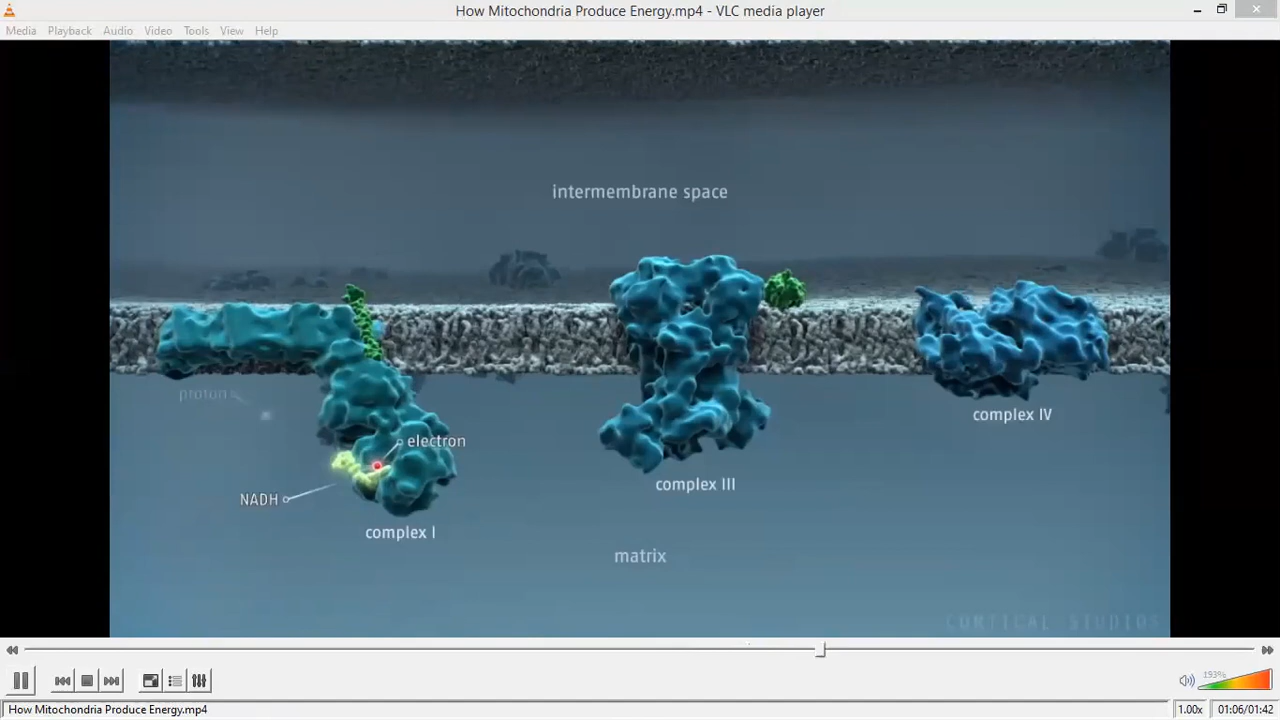 How Mitochondria Produce Energy.mp4 - VLC media player
Media Playback Audio Video Tools View Help
intermembrane space
proton
electron
NADH
complex I
complex III
complex IV
matrix
CORTICAL STUDIOS
193%
How Mitochondria Produce Energy.mp4
1.00x
01:06/01:42